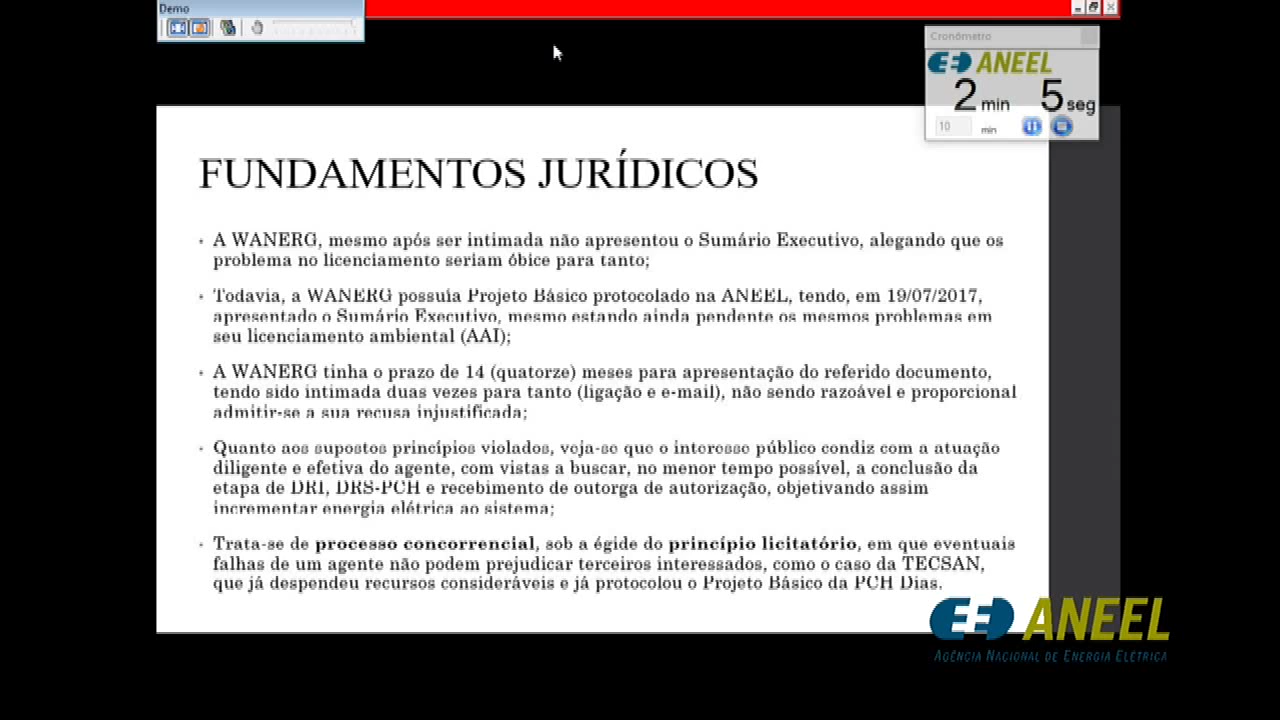 Demo
Cronômetro
ANEEL
2 min 5 seg
10 min
FUNDAMENTOS JURÍDICOS
• A WANERG, mesmo após ser intimada não apresentou o Sumário Executivo, alegando que os
problema no licenciamento seriam óbice para tanto;
• Todavia, a WANERG possuía Projeto Básico protocolado na ANEEL, tendo, em 19/07/2017,
apresentado o Sumário Executivo, mesmo estando ainda pendente os mesmos problemas em
seu licenciamento ambiental (AAI);
• A WANERG tinha o prazo de 14 (quatorze) meses para apresentação do referido documento,
tendo sido intimada duas vezes para tanto (ligação e e-mail), não sendo razoável e proporcional
admitir-se a sua recusa injustificada;
• Quanto aos supostos princípios violados, veja-se que o interesse público condiz com a atuação
diligente e efetiva do agente, com vistas a buscar, no menor tempo possível, a conclusão da
etapa de DRI, DRS-PCH e recebimento de outorga de autorização, objetivando assim
incrementar energia elétrica ao sistema;
• Trata-se de processo concorrencial, sob a égide do princípio licitatório, em que eventuais
falhas de um agente não podem prejudicar terceiros interessados, como o caso da TECSAN,
que já despendeu recursos consideráveis e já protocolou o Projeto Básico da PCH Dias.
ANEEL
AGÊNCIA NACIONAL DE ENERGIA ELÉTRICA